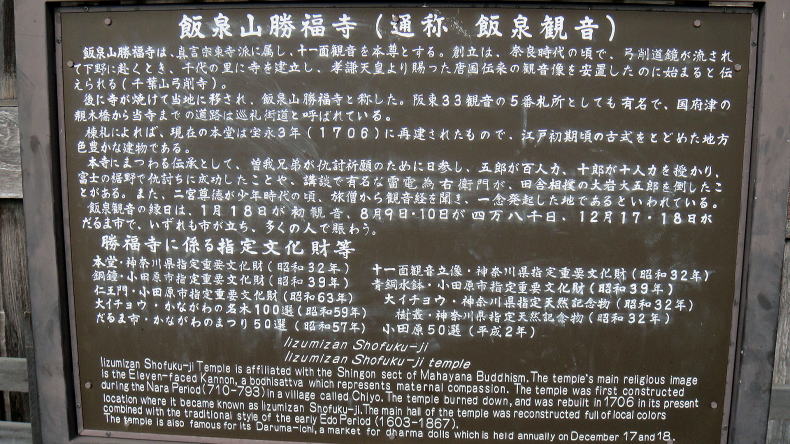 飯泉山勝福寺(通称 飯泉観音)
飯泉山勝福寺は、真言宗東寺派に属し、十一面観音を本尊とする。創立は、奈良時代の頃で、弓削道鏡が流され
て下野に赴くとき、千代の里に寺を建立し、孝謙天皇より賜った唐国伝来の観音像を安置したのに始まると伝
えられる(千葉山弓削寺)。
後に寺が焼けて当地に移され、飯泉山勝福寺と称した。阪東33観音の5番札所としても有名で、国府津の
親木橋から当寺までの道路は巡礼街道と呼ばれている。
棟札によれば、現在の本堂は宝永3年(1706)に再建されたもので、江戸初期頃の古式をとどめた地方
色豊かな建物である。
本寺にまつわる伝承として、曽我兄弟が仇討祈願のために日参し、五郎が百人力、十郎が十人力を授かり、
富士の裾野で仇討ちに成功したことや、講談で有名な雷電為右衛門が、田舎相撲の大岩大五郎を倒したこ
とがある。また、二宮尊徳が少年時代の頃、旅僧から観音経を聞き、一念発起した地であるといわれている。
飯泉観音の縁日は、1月18日が初観音、8月9日・10日が四万八千日、12月17・18日が
だるま市で、いずれも市が立ち、多くの人で賑わう。
勝福寺に係る指定文化財等
本堂・神奈川県指定重要文化財(昭和32年) 十一面観音立像・神奈川県指定重要文化財(昭和32年)
銅鐘・小田原市指定重要文化財(昭和39年) 青銅水鉢・小田原市指定重要文化財(昭和39年)
仁王門・小田原市指定重要文化財(昭和63年) 大イチョウ・神奈川県指定天然記念物(昭和32年)
大イチョウ・かながわの名木100選(昭和59年) 樹叢・神奈川県指定天然記念物(昭和32年)
だるま市・かながわのまつり50選(昭和57年) 小田原50選(平成2年)
Iizumizan Shofuku-ji
Iizumizan Shofuku-ji temple
Iizumizan Shofuku-ji Temple is affiliated with the Shingon sect of Mahayana Buddhism. The temple's main religious image
is the Eleven-faced Kannon, a bodhisattva which represents maternal compassion. The temple was first constructed
during the Nara Period (710-793) in a village called Chiyo. The temple burned down, and was rebuilt in 1706 in its present
location where it became known as Iizumizan Shofuku-ji. The main hall of the temple was reconstructed full of local colors
combined with the traditional style of the early Edo Period (1603-1867).
The temple is also famous for its Daruma-ichi, a market for dharma dolls which is held annually on December 17 and 18.